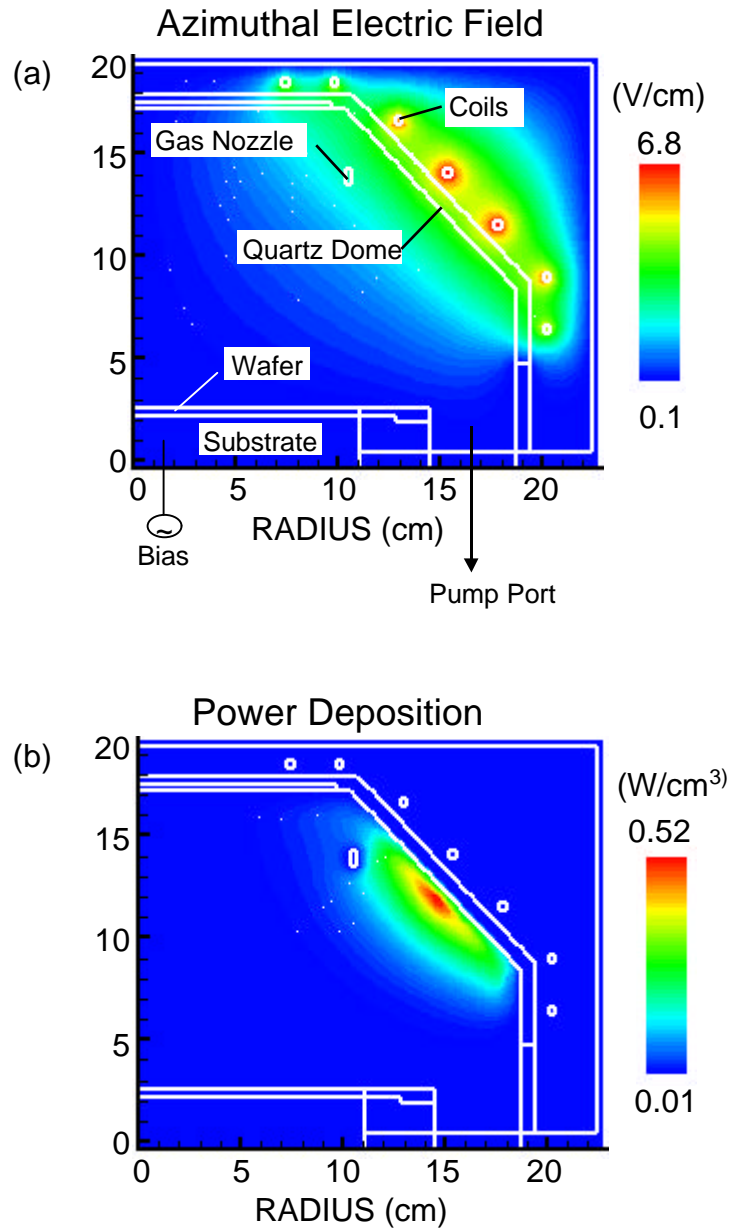 Azimuthal Electric Field
(a)
(V/cm)
6.8
0.1
20
15
10
5
0
Coils
Gas Nozzle
Quartz Dome
Wafer
Substrate
0 5 10 15 20
RADIUS (cm)
~
Bias
Pump Port
Power Deposition
(b)
(W/cm3)
0.52
0.01
20
15
10
5
0
0 5 10 15 20
RADIUS (cm)